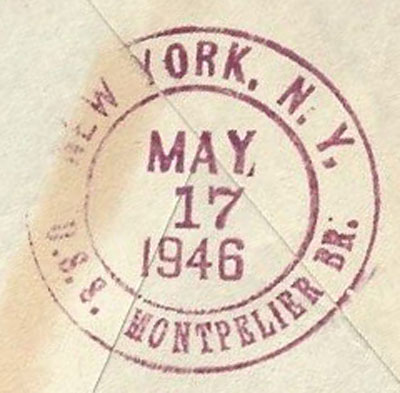 NEW YORK, N. Y.
MAY
17
1946
U.S.S. MONTPELIER BR.